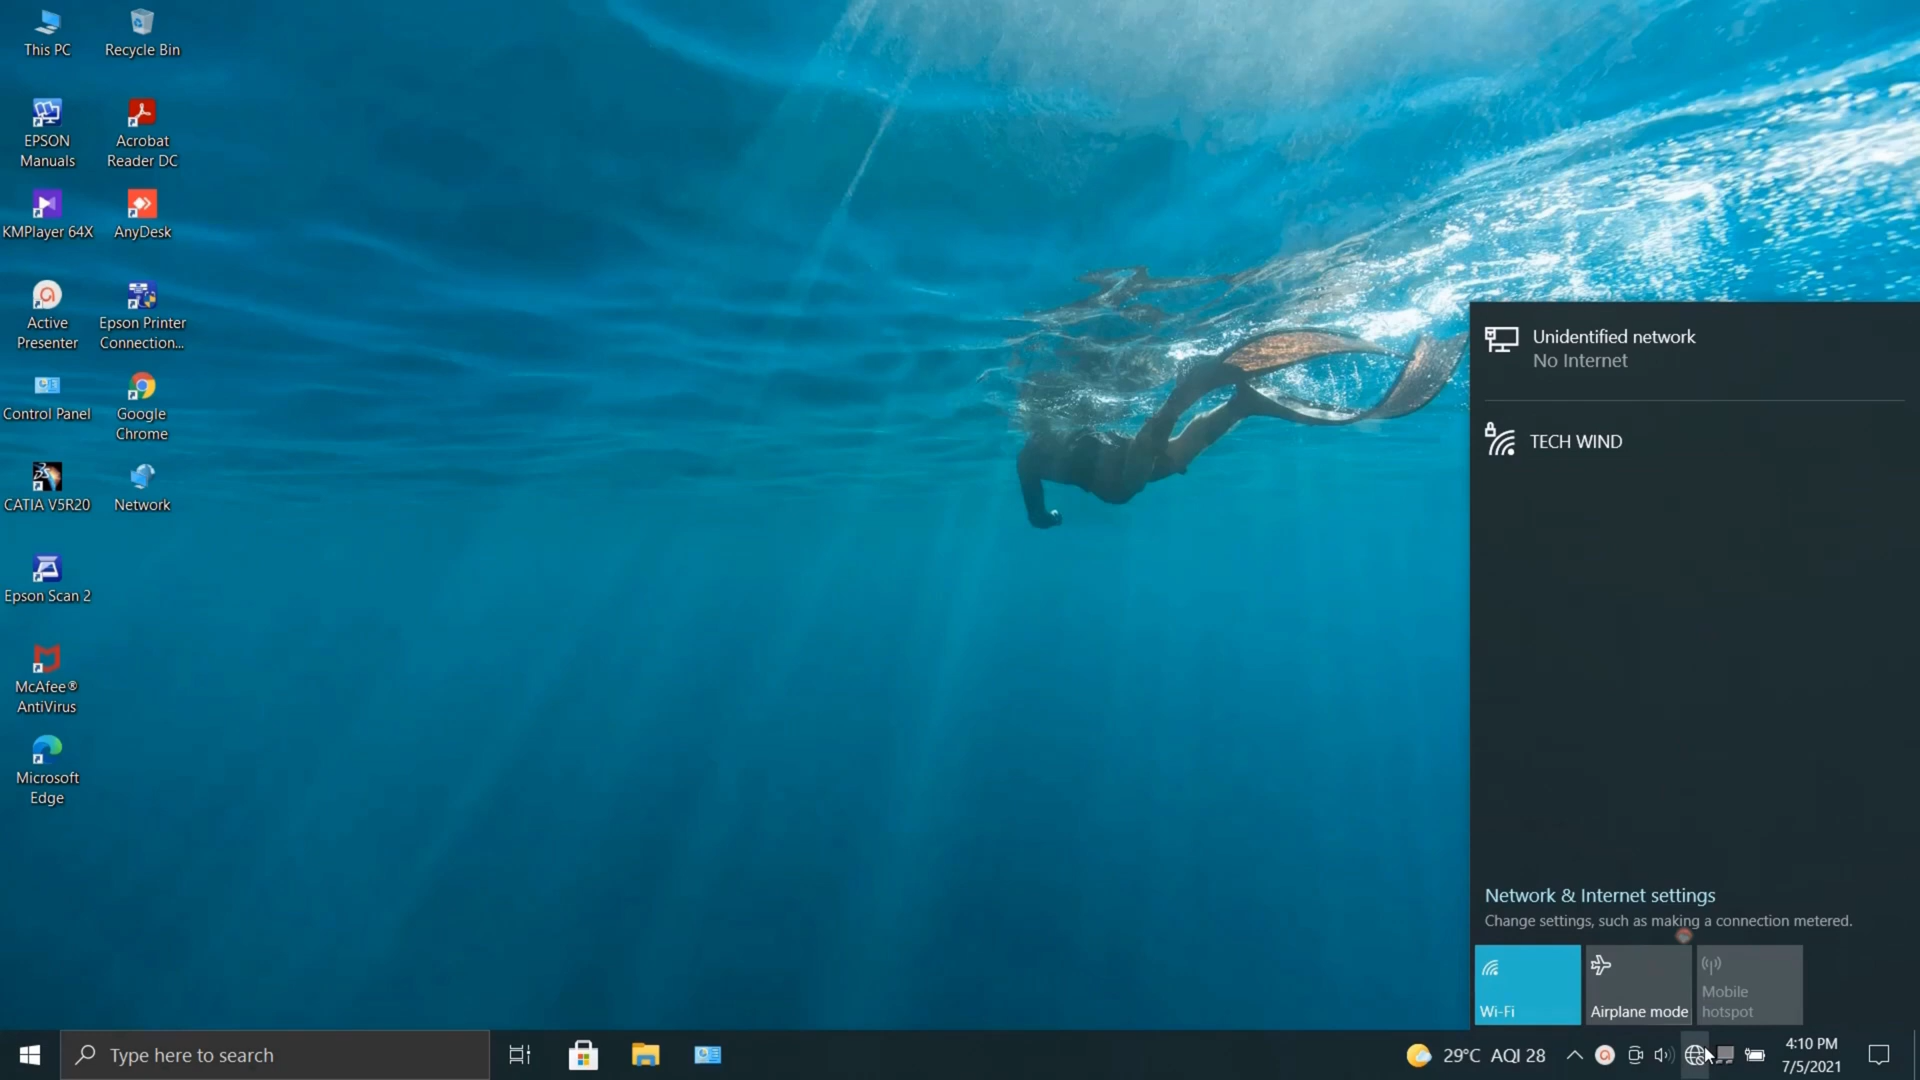 This PC
Recycle Bin
EPSON
Manuals
Acrobat
Reader DC
KMPlayer 64X
AnyDesk
Active
Presenter
Epson Printer
Connection...
Control Panel
Google
Chrome
CATIA V5R20
Network
Epson Scan 2
McAfee®
AntiVirus
Microsoft
Edge
Unidentified network
No Internet
TECH WIND
Network & Internet settings
Change settings, such as making a connection metered.
Wi-Fi
Airplane mode
Mobile
hotspot
Type here to search
29°C AQI 28
4:10 PM
7/5/2021